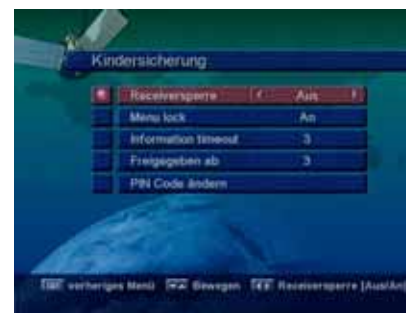 Kindersicherung
Receiversperre Aus
Menu lock An
Information timeout 3
Freigegeben ab 3
PIN Code ändern
vorheriges Menü Bewegen Receiversperre [Aus/An]